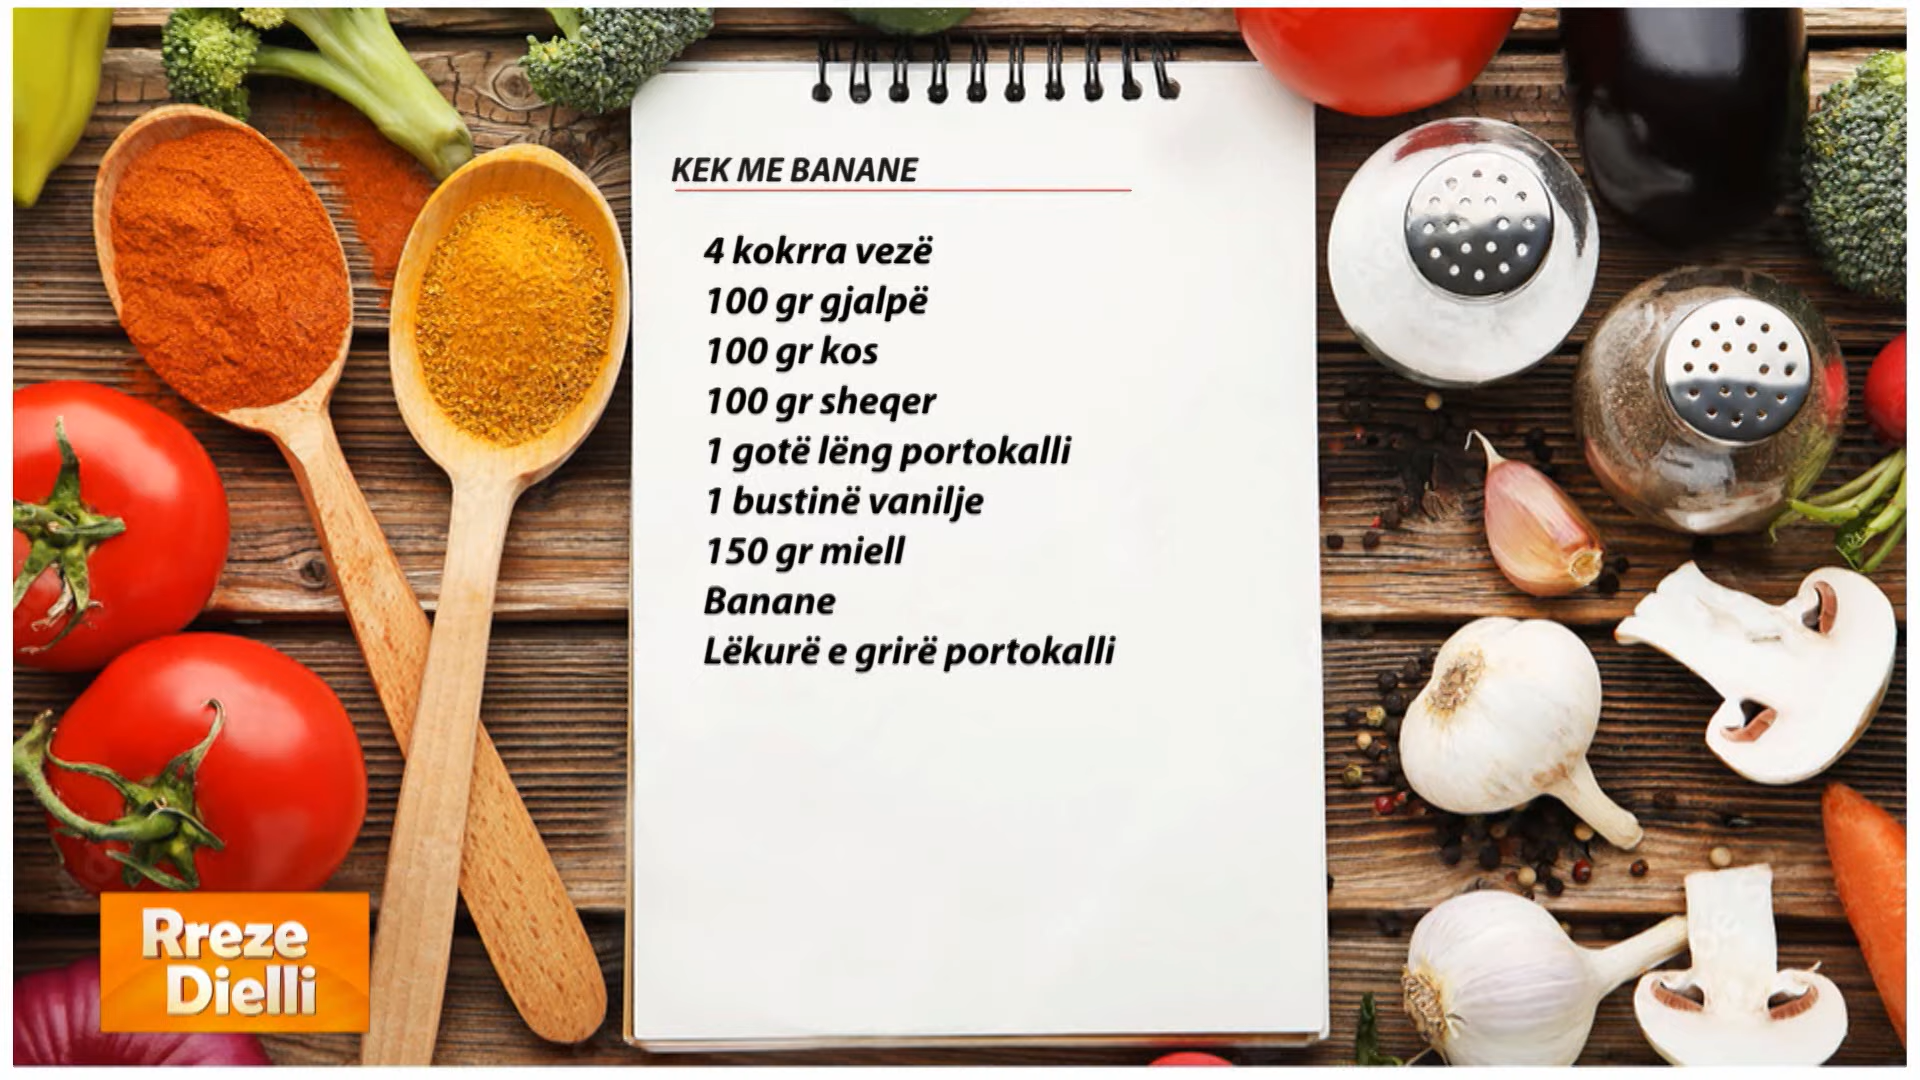 KEK ME BANANE
4 kokrra vezë
100 gr gjalpë
100 gr kos
100 gr sheqer
1 gotë lëng portokalli
1 bustinë vanilje
150 gr miell
Banane
Lëkurë e grirë portokalli
Rreze
Dielli